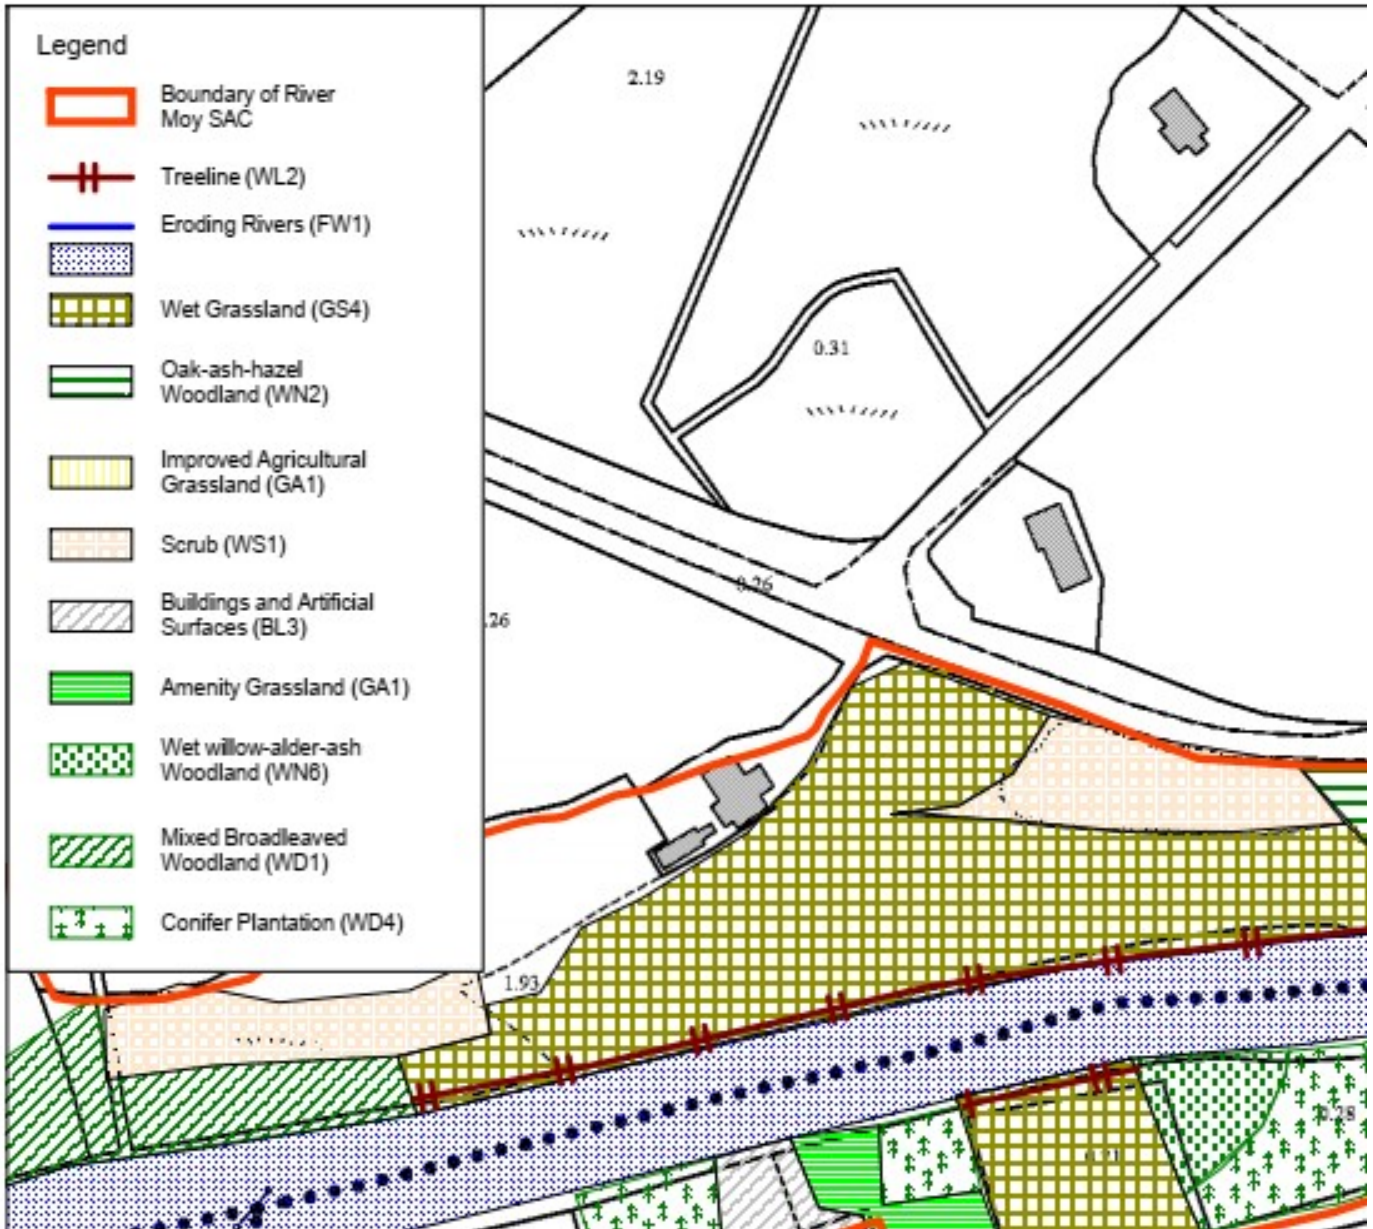 Legend
Boundary of River
Moy SAC
Treeline (WL2)
Eroding Rivers (FW1)
Wet Grassland (GS4)
Oak-ash-hazel
Woodland (WN2)
Improved Agricultural
Grassland (GA1)
Scrub (WS1)
Buildings and Artificial
Surfaces (BL3)
Amenity Grassland (GA1)
Wet willow-alder-ash
Woodland (WN6)
Mixed Broadleaved
Woodland (WD1)
Conifer Plantation (WD4)
2.19
0.31
0.26
.26
1.93
0.28